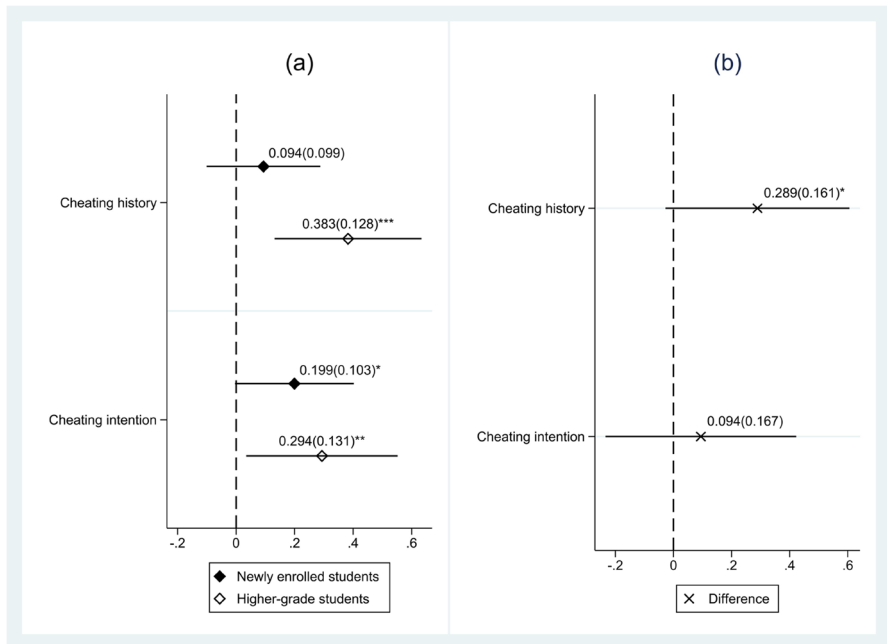 (a)
0.094(0.099)
Cheating history
0.383(0.128)***
0.199(0.103)*
Cheating intention
0.294(0.131)**
-.2 0 .2 .4 .6
Newly enrolled students
Higher-grade students
(b)
0.289(0.161)*
Cheating history
0.094(0.167)
Cheating intention
-.2 0 .2 .4 .6
Difference